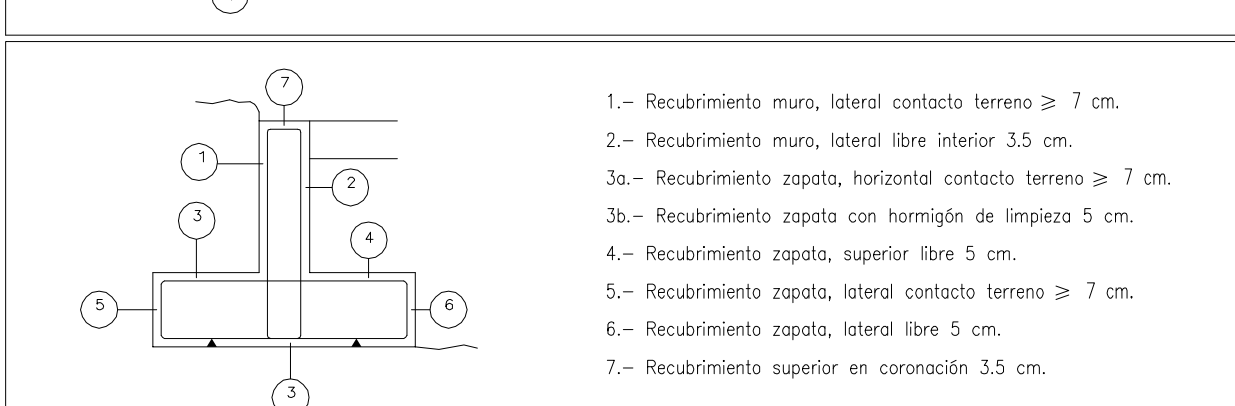 7
1
2
3
4
5
6
3
1.– Recubrimiento muro, lateral contacto terreno ⩾ 7 cm.
2.– Recubrimiento muro, lateral libre interior 3.5 cm.
3a.– Recubrimiento zapata, horizontal contacto terreno ⩾ 7 cm.
3b.– Recubrimiento zapata con hormigón de limpieza 5 cm.
4.– Recubrimiento zapata, superior libre 5 cm.
5.– Recubrimiento zapata, lateral contacto terreno ⩾ 7 cm.
6.– Recubrimiento zapata, lateral libre 5 cm.
7.– Recubrimiento superior en coronación 3.5 cm.